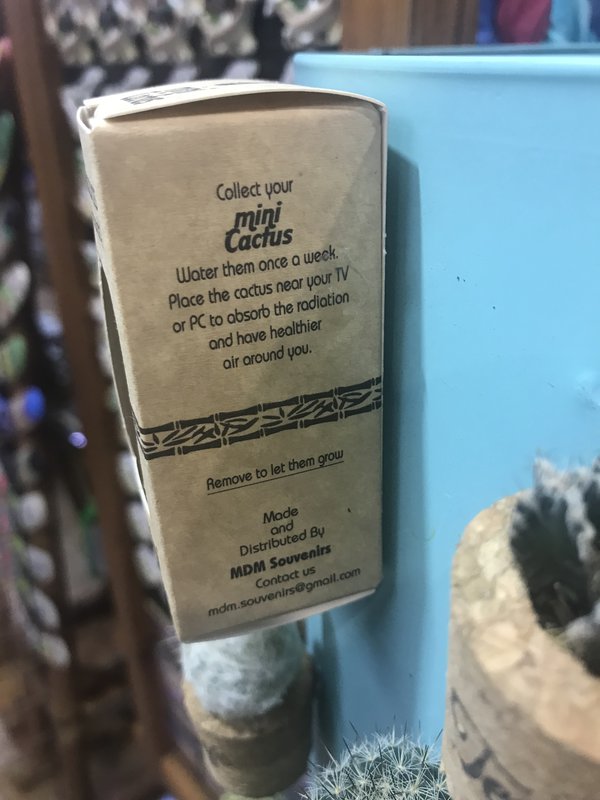 Collect your
mini
Cactus
Water them once a week.
Place the cactus near your TV
or PC to absorb the radiation
and have healthier
air around you.
Remove to let them grow
Made
and
Distributed By
MDM Souvenirs
Contact us
mdm.souvenirs@gmail.com